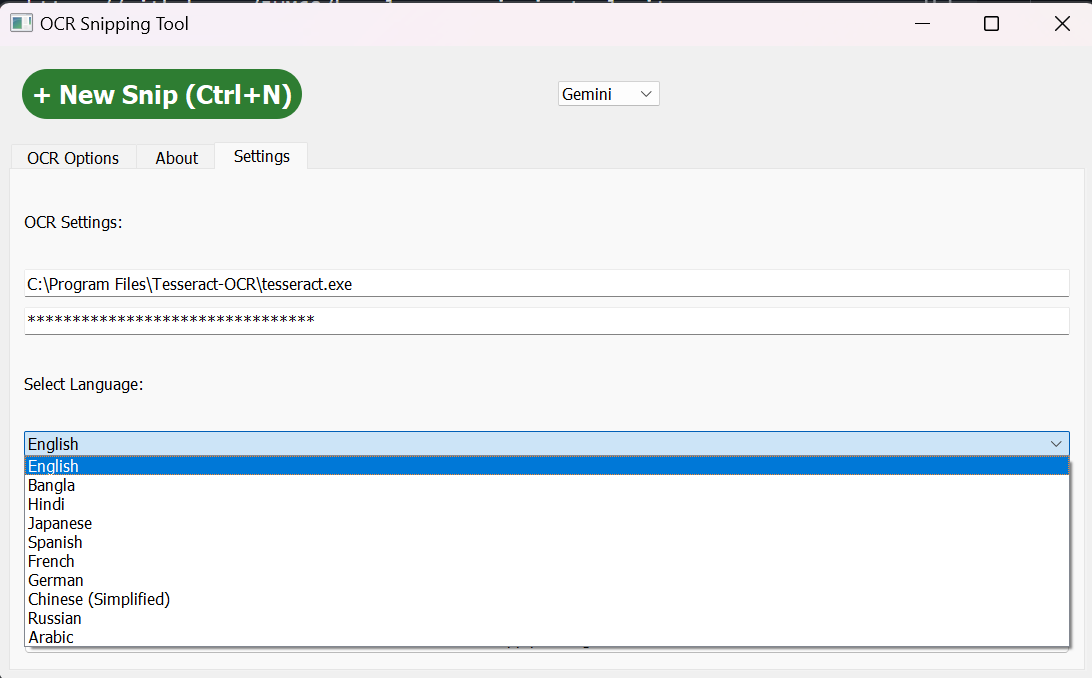 OCR Snipping Tool
+ New Snip (Ctrl+N)
Gemini
OCR Options
About
Settings
OCR Settings:
C:\Program Files\Tesseract-OCR\tesseract.exe
********************************
Select Language:
English
English
Bangla
Hindi
Japanese
Spanish
French
German
Chinese (Simplified)
Russian
Arabic